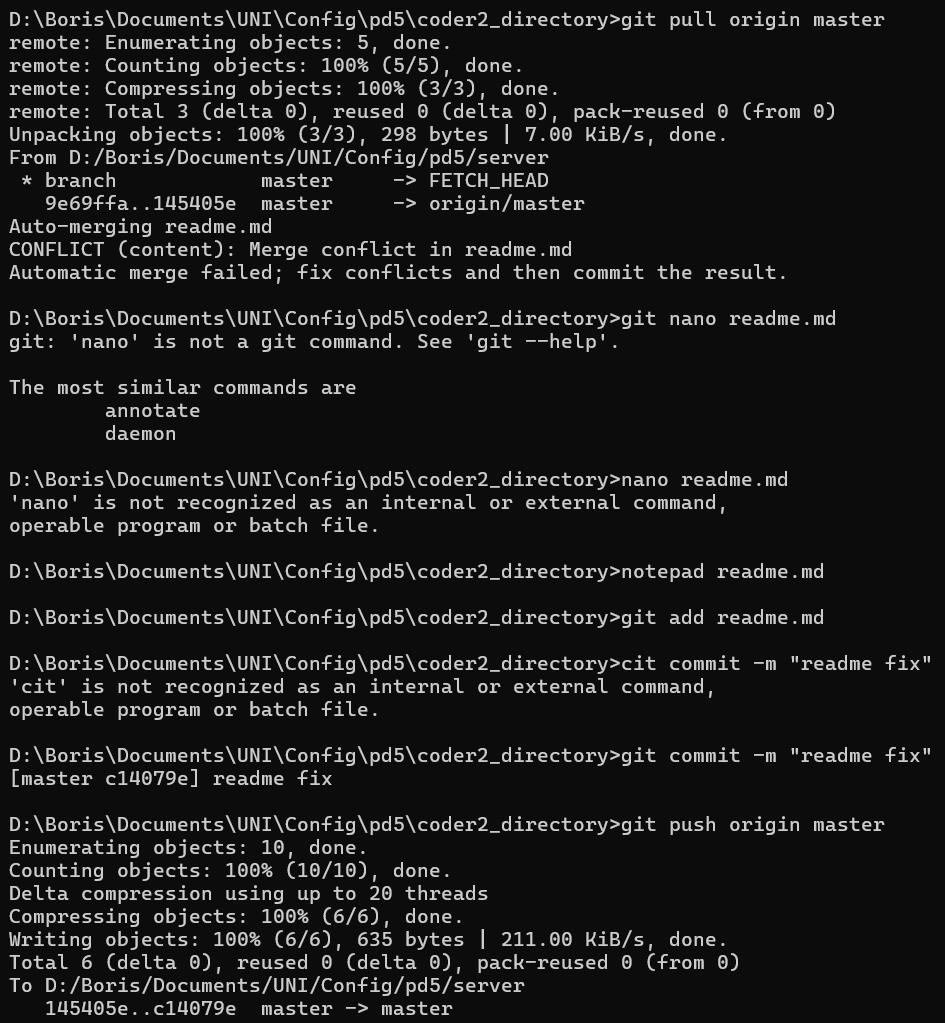 D:\Boris\Documents\UNI\Config\pd5\coder2_directory>git pull origin master
remote: Enumerating objects: 5, done.
remote: Counting objects: 100% (5/5), done.
remote: Compressing objects: 100% (3/3), done.
remote: Total 3 (delta 0), reused 0 (delta 0), pack-reused 0 (from 0)
Unpacking objects: 100% (3/3), 298 bytes | 7.00 KiB/s, done.
From D:/Boris/Documents/UNI/Config/pd5/server
 * branch            master     -> FETCH_HEAD
   9e69ffa..145405e  master     -> origin/master
Auto-merging readme.md
CONFLICT (content): Merge conflict in readme.md
Automatic merge failed; fix conflicts and then commit the result.
D:\Boris\Documents\UNI\Config\pd5\coder2_directory>git nano readme.md
git: 'nano' is not a git command. See 'git --help'.
The most similar commands are
        annotate
        daemon
D:\Boris\Documents\UNI\Config\pd5\coder2_directory>nano readme.md
'nano' is not recognized as an internal or external command,
operable program or batch file.
D:\Boris\Documents\UNI\Config\pd5\coder2_directory>notepad readme.md
D:\Boris\Documents\UNI\Config\pd5\coder2_directory>git add readme.md
D:\Boris\Documents\UNI\Config\pd5\coder2_directory>cit commit -m "readme fix"
'cit' is not recognized as an internal or external command,
operable program or batch file.
D:\Boris\Documents\UNI\Config\pd5\coder2_directory>git commit -m "readme fix"
[master c14079e] readme fix
D:\Boris\Documents\UNI\Config\pd5\coder2_directory>git push origin master
Enumerating objects: 10, done.
Counting objects: 100% (10/10), done.
Delta compression using up to 20 threads
Compressing objects: 100% (6/6), done.
Writing objects: 100% (6/6), 635 bytes | 211.00 KiB/s, done.
Total 6 (delta 0), reused 0 (delta 0), pack-reused 0 (from 0)
To D:/Boris/Documents/UNI/Config/pd5/server
   145405e..c14079e  master -> master